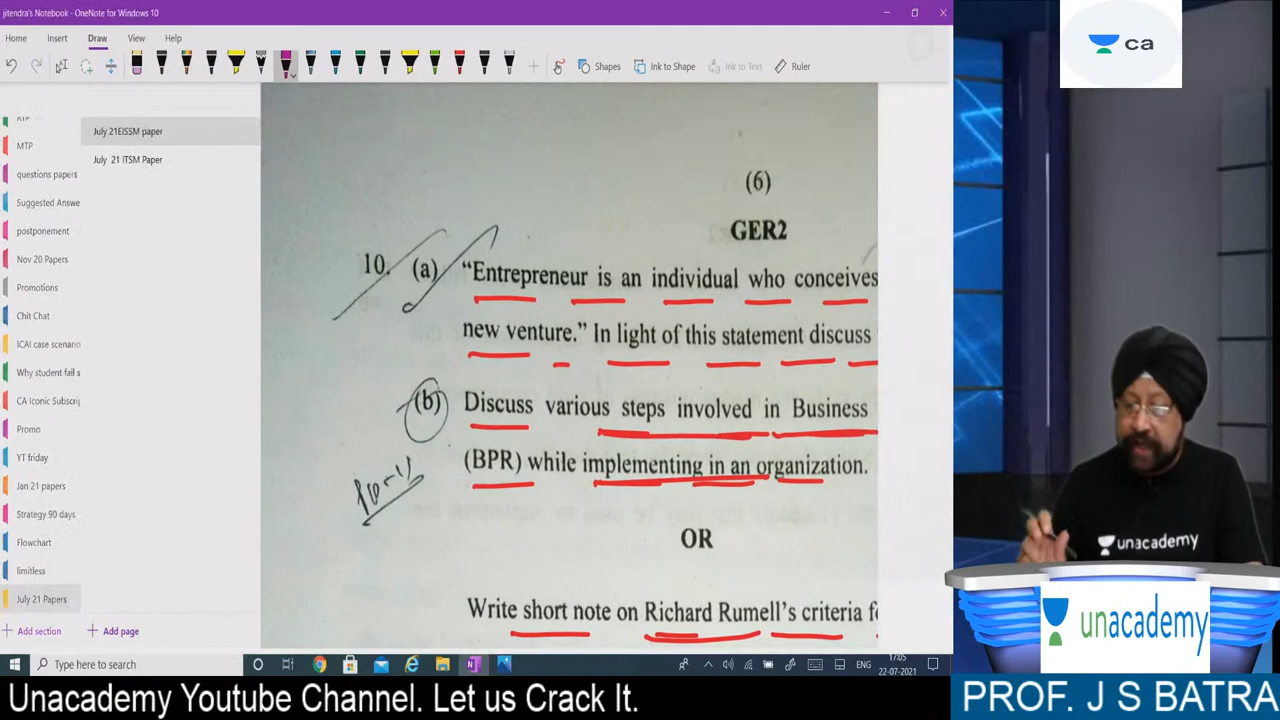 jitendra's Notebook - OneNote for Windows 10
Home Insert Draw View Help
Shapes Ink to Shape Ink to Text Ruler
MTP
questions papers
Suggested Answe
postponement
Nov 20 Papers
Promotions
Chit Chat
ICAI case scenario
Why student fail s
CA Iconic Subscrip
Promo
YT friday
Jan 21 papers
Strategy 90 days
Flowchart
limitless
July 21 Papers
Add section Add page
July 21EISSM paper
July 21 ITSM Paper
(6)
GER2
10. (a) “Entrepreneur is an individual who conceives
new venture.” In light of this statement discuss
(b) Discuss various steps involved in Business
(BPR) while implementing in an organization.
OR
Write short note on Richard Rumell’s criteria f
ca
unacademy
unacademy
Type here to search
ENG
17:05
22-07-2021
Unacademy Youtube Channel. Let us Crack It.
PROF. J S BATRA